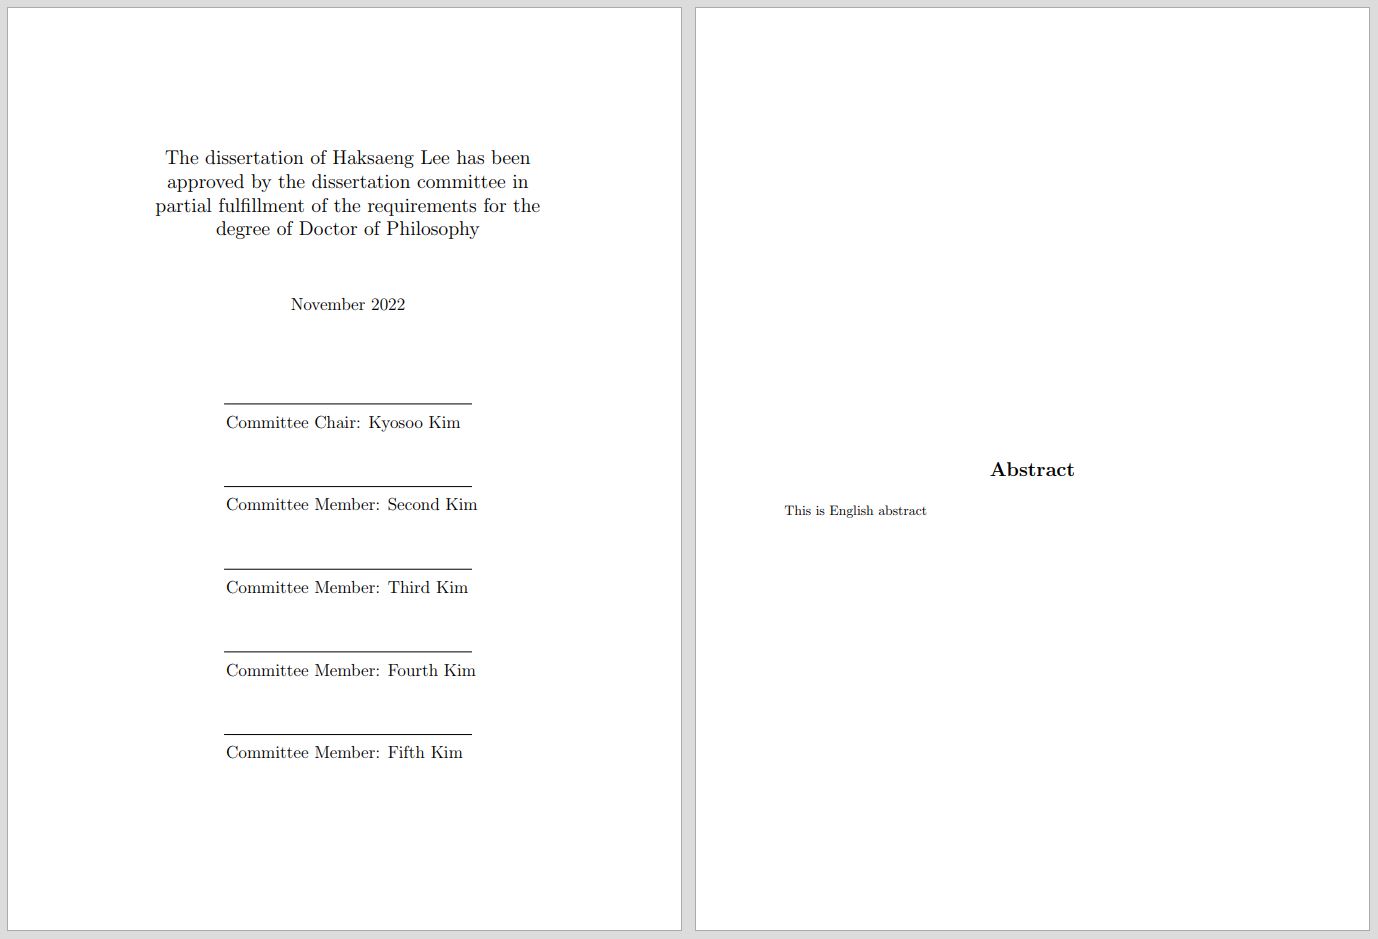 The dissertation of Haksaeng Lee has been
approved by the dissertation committee in
partial fulfillment of the requirements for the
degree of Doctor of Philosophy
November 2022
Committee Chair: Kyosoo Kim
Committee Member: Second Kim
Committee Member: Third Kim
Committee Member: Fourth Kim
Committee Member: Fifth Kim
Abstract
This is English abstract